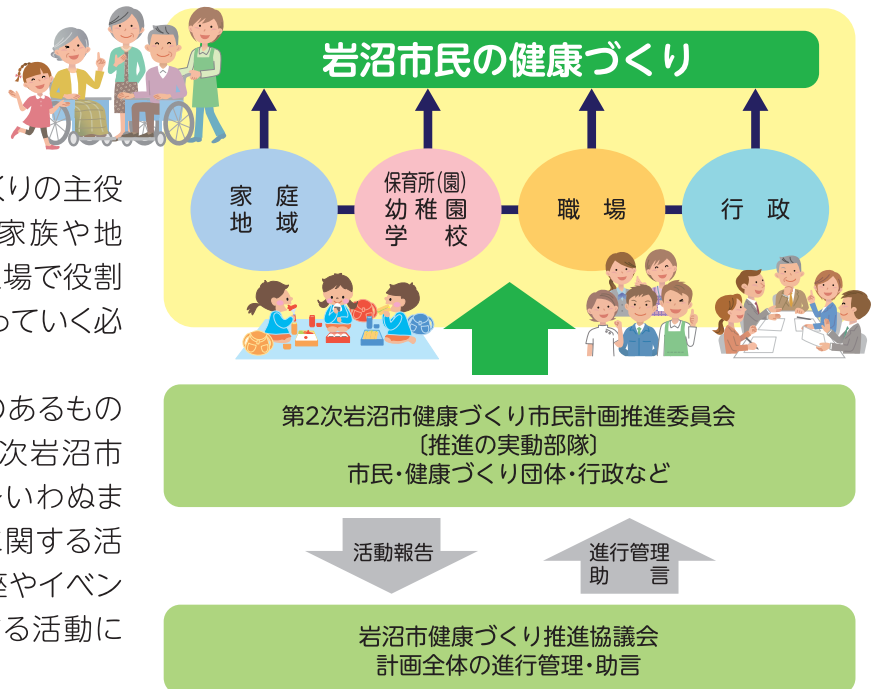 岩沼市民の健康づくり
家　庭
地　域
保育所(園)
幼稚園
学　校
職　場
行　政
くりの主役
家族や地
場で役割
っていく必
のあるもの
次岩沼市
いわぬま
関する活
座やイベン
る活動に
第2次岩沼市健康づくり市民計画推進委員会
〔推進の実動部隊〕
市民・健康づくり団体・行政など
活動報告
進行管理
助　言
岩沼市健康づくり推進協議会
計画全体の進行管理・助言